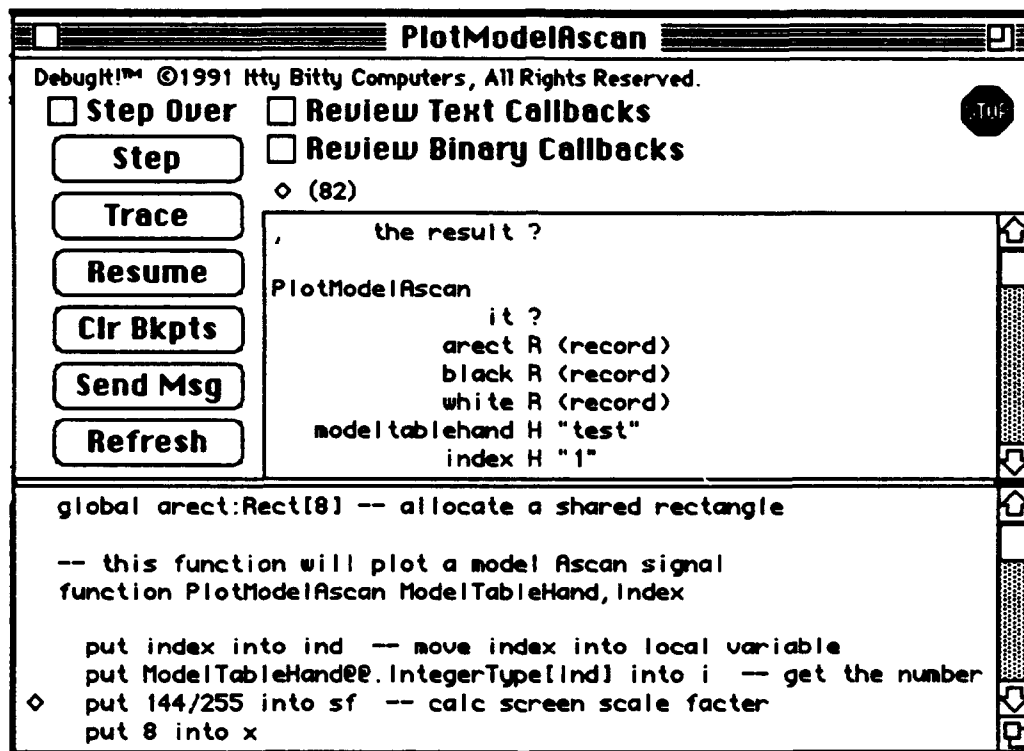 PlotModelAscan
DebugIt!™ ©1991 Itty Bitty Computers, All Rights Reserved.
Step Over
Review Text Callbacks
STOP
Step
Review Binary Callbacks
◇ (82)
Trace
, the result ?
Resume
PlotModelAscan
it ?
Clr Bkpts
arect R (record)
black R (record)
Send Msg
white R (record)
modeltablehand H "test"
Refresh
index H "1"
global arect:Rect[8] -- allocate a shared rectangle
-- this function will plot a model Ascan signal
function PlotModelAscan ModelTableHand,Index
put index into ind -- move index into local variable
put ModelTableHand@@.IntegerType[ind] into i -- get the number
◇ put 144/255 into sf -- calc screen scale facter
put 8 into x